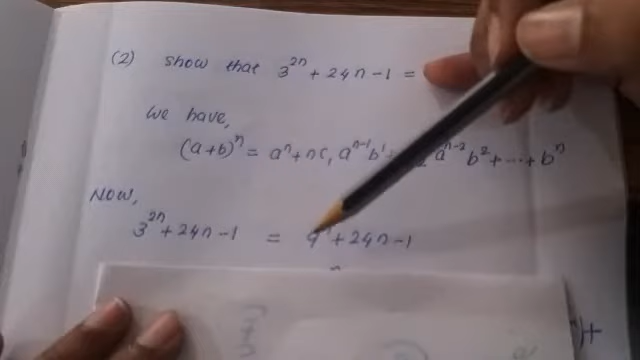 (2) show that 3^{2n} + 24n - 1 =
we have,
(a+b)^n = a^n + nC_1 a^{n-1} b^1 a^{n-2} b^2 + ... + b^n
Now,
3^{2n} + 24n - 1 = 9^n + 24n - 1